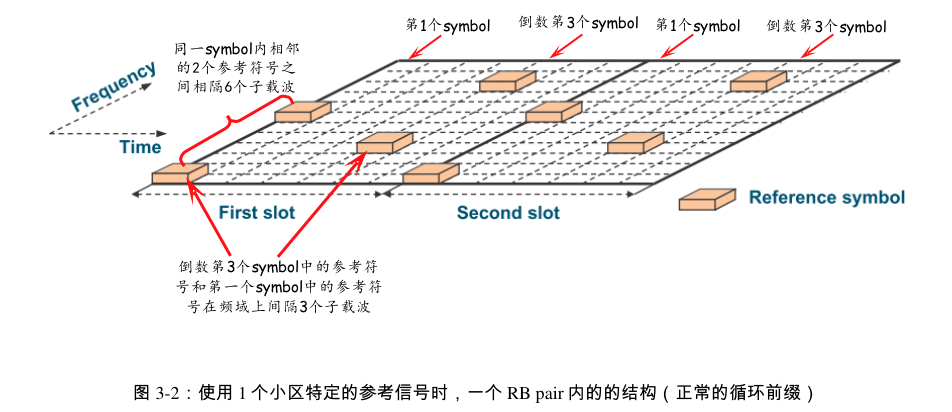 第1个symbol
倒数第3个symbol
第1个symbol
倒数第3个symbol
同一symbol内相邻
的2个参考符号之
间相隔6个子载波
Frequency
Time
First slot
Second slot
Reference symbol
倒数第3个symbol中的参考符
号和第一个symbol中的参考符
号在频域上间隔3个子载波
图 3-2：使用 1 个小区特定的参考信号时，一个 RB pair 内的的结构（正常的循环前缀）